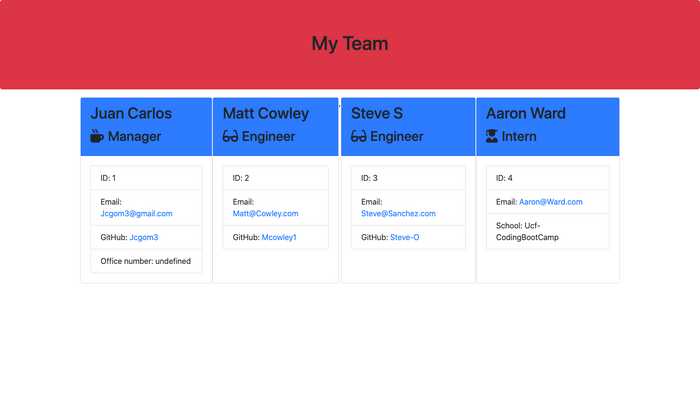 My Team
Juan Carlos
Manager
ID: 1
Email:
Jcgom3@gmail.com
GitHub: Jcgom3
Office number: undefined
Matt Cowley
Engineer
ID: 2
Email:
Matt@Cowley.com
GitHub: Mcowley1
,
Steve S
Engineer
ID: 3
Email:
Steve@Sanchez.com
GitHub: Steve-O
Aaron Ward
Intern
ID: 4
Email: Aaron@Ward.com
School: Ucf-
CodingBootCamp